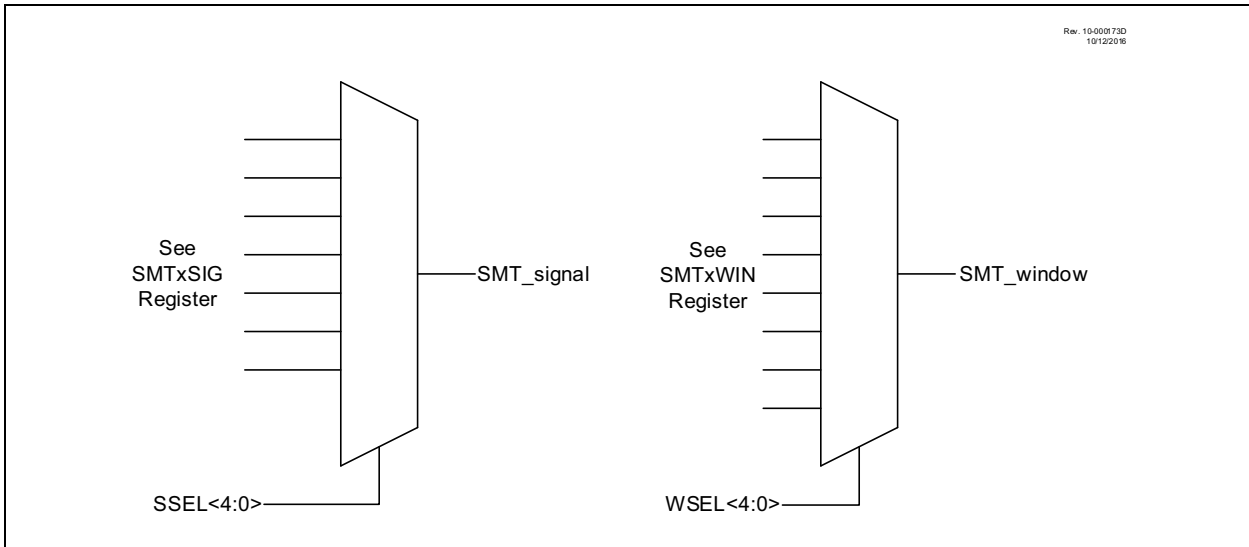 Rev. 10-000173D
10/12/2016
See
SMTxSIG
Register
SMT_signal
SSEL<4:0>
See
SMTxWIN
Register
SMT_window
WSEL<4:0>